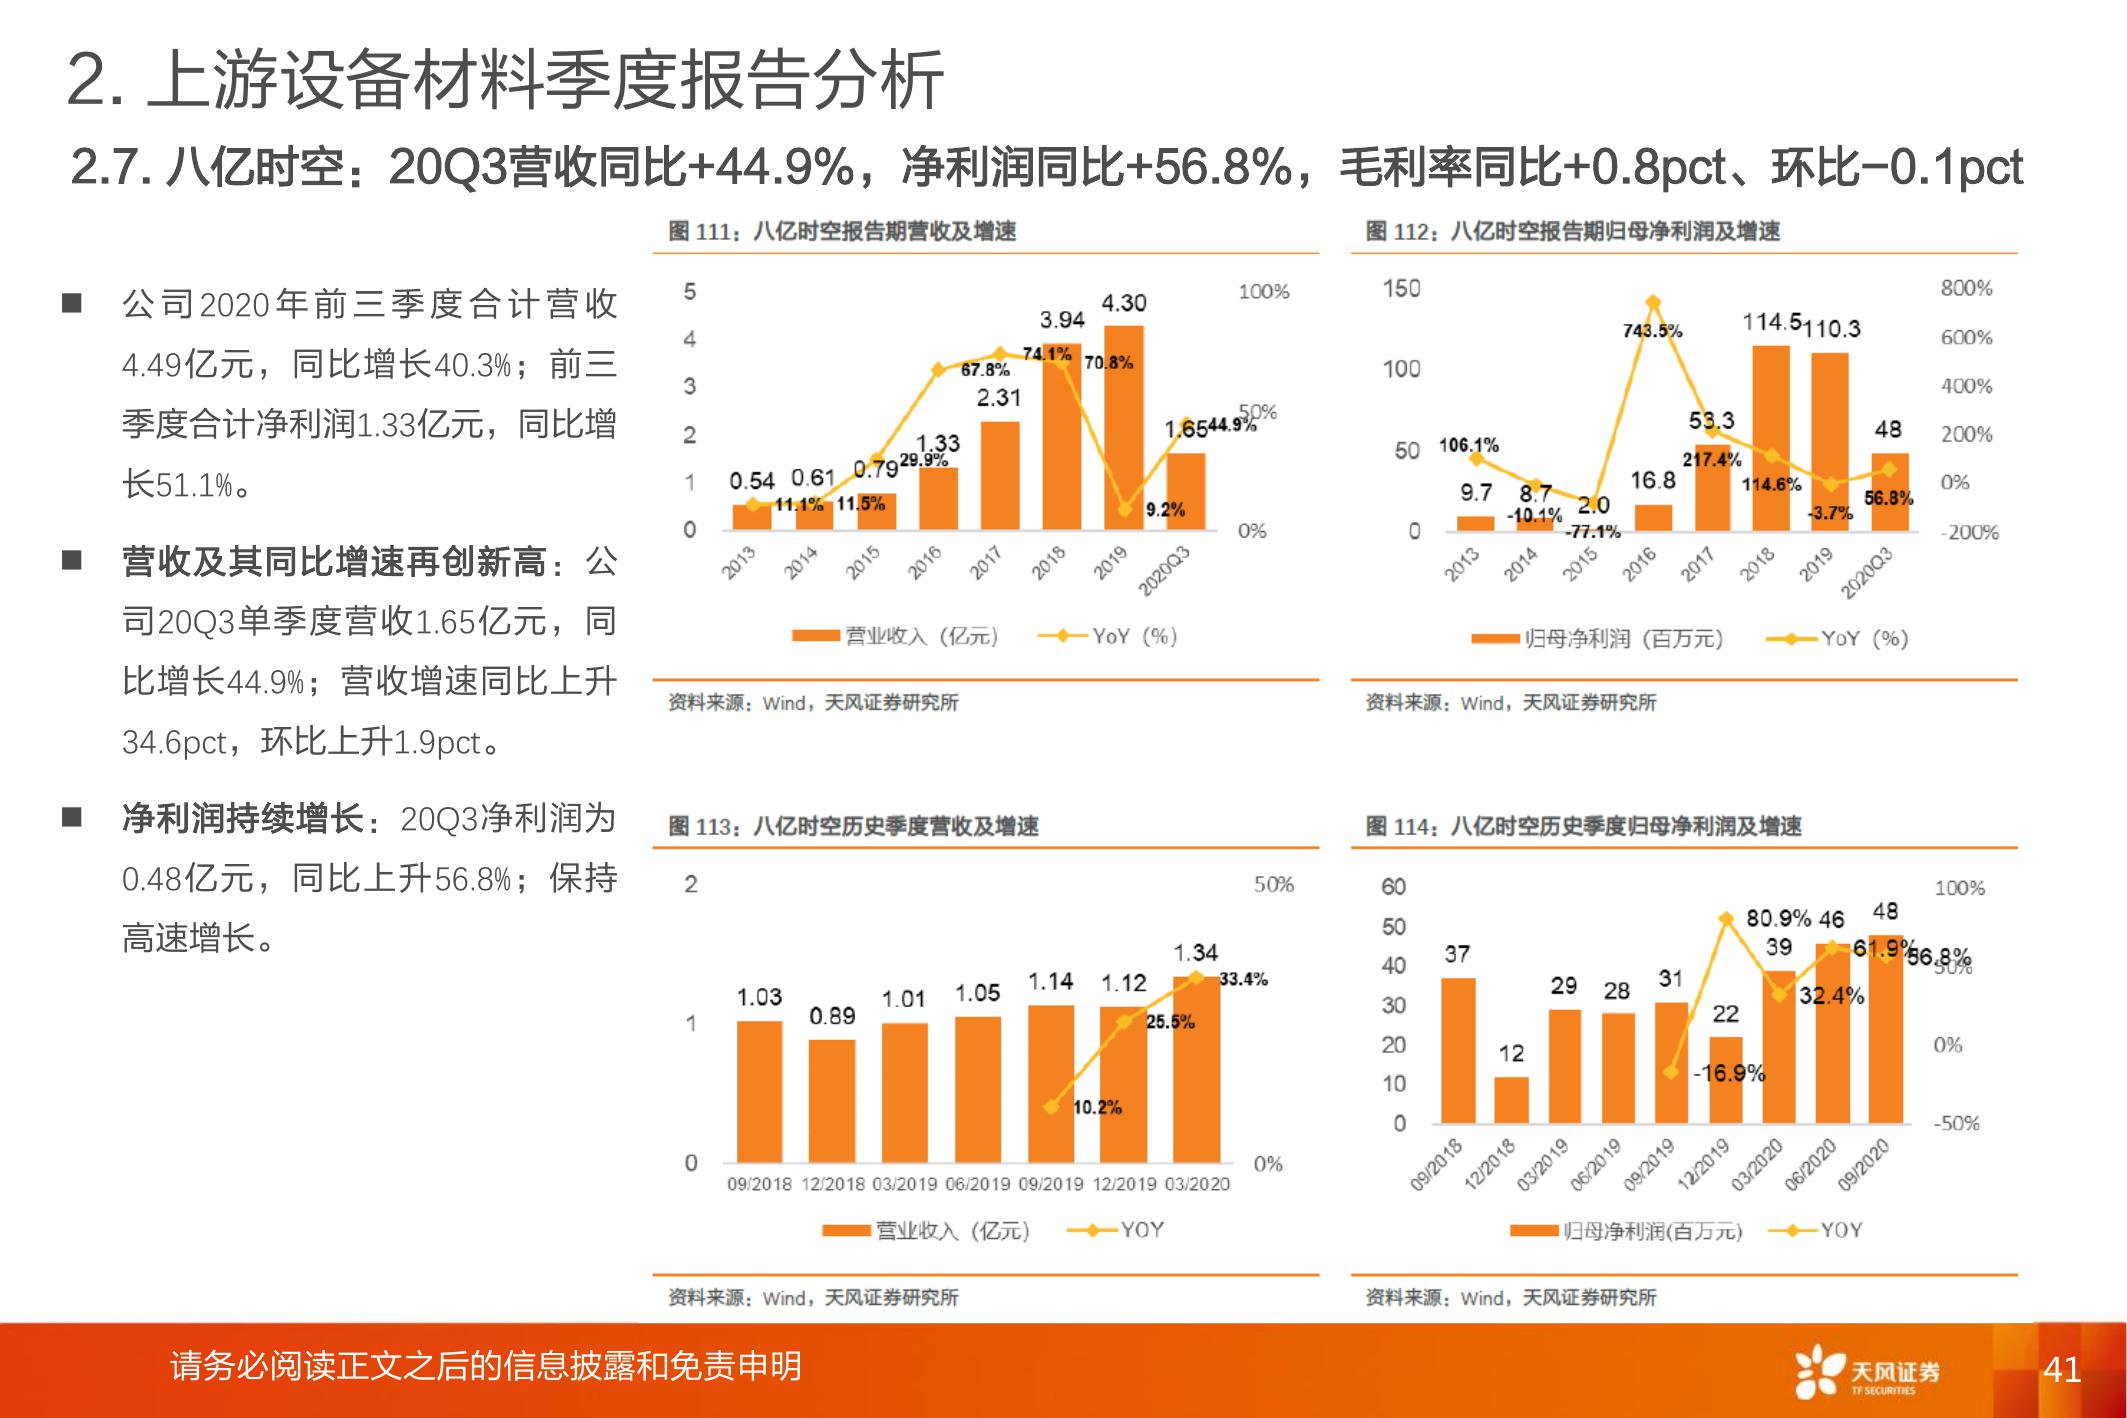 2. 上游设备材料季度报告分析
2.7. 八亿时空：20Q3营收同比+44.9%，净利润同比+56.8%，毛利率同比+0.8pct、环比-0.1pct
■ 公司2020年前三季度合计营收
4.49亿元，同比增长40.3%；前三
季度合计净利润1.33亿元，同比增
长51.1%。
■ 营收及其同比增速再创新高：公
司20Q3单季度营收1.65亿元，同
比增长44.9%；营收增速同比上升
34.6pct，环比上升1.9pct。
■ 净利润持续增长：20Q3净利润为
0.48亿元，同比上升56.8%；保持
高速增长。
图 111：八亿时空报告期营收及增速
5
4
3
2
1
0
100%
50%
0%
0.54 0.61 0.79 1.33 2.31 3.94 4.30 1.65
11.1% 11.5% 29.9% 67.8% 74.1% 70.8% 9.2% 44.9%
2013 2014 2015 2016 2017 2018 2019 2020Q3
营业收入（亿元） YoY（%）
资料来源：Wind，天风证券研究所
图 112：八亿时空报告期归母净利润及增速
150
100
50
0
800%
600%
400%
200%
0%
-200%
9.7 8.7 2.0 16.8 53.3 114.5 110.3 48
106.1% -10.1% -77.1% 743.5% 217.4% 114.6% -3.7% 56.8%
2013 2014 2015 2016 2017 2018 2019 2020Q3
归母净利润（百万元） YoY（%）
资料来源：Wind，天风证券研究所
图 113：八亿时空历史季度营收及增速
2
1
0
50%
0%
1.03 0.89 1.01 1.05 1.14 1.12 1.34
10.2% 25.5% 33.4%
09/2018 12/2018 03/2019 06/2019 09/2019 12/2019 03/2020
营业收入（亿元） YOY
资料来源：Wind，天风证券研究所
图 114：八亿时空历史季度归母净利润及增速
60
50
40
30
20
10
0
100%
50%
0%
-50%
37 12 29 28 31 22 39 46 48
-16.9% 80.9% 32.4% 61.9% 56.8%
09/2018 12/2018 03/2019 06/2019 09/2019 12/2019 03/2020 06/2020 09/2020
归母净利润(百万元) YOY
资料来源：Wind，天风证券研究所
请务必阅读正文之后的信息披露和免责申明
天风证券
TF SECURITIES
41